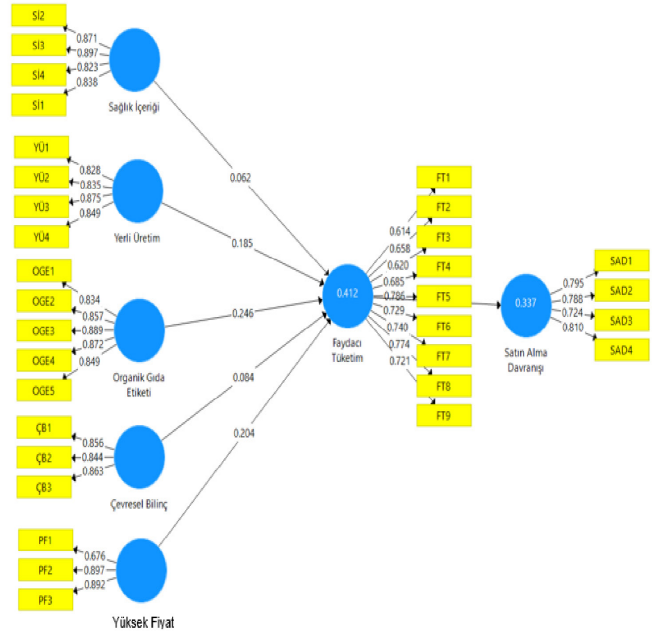 Sİ2
Sİ3
Sİ4
Sİ1
0.871
0.897
0.823
0.838
Sağlık İçeriği
YÜ1
YÜ2
YÜ3
YÜ4
0.828
0.835
0.875
0.849
Yerli Üretim
OGE1
OGE2
OGE3
OGE4
OGE5
0.834
0.857
0.889
0.872
0.849
Organik Gıda
Etiketi
ÇB1
ÇB2
ÇB3
0.856
0.844
0.863
Çevresel Bilinç
PF1
PF2
PF3
0.676
0.897
0.892
Yüksek Fiyat
0.062
0.185
0.246
0.084
0.204
0.412
Faydacı
Tüketim
0.614
0.658
0.620
0.685
0.786
0.729
0.740
0.774
0.721
FT1
FT2
FT3
FT4
FT5
FT6
FT7
FT8
FT9
0.337
Satın Alma
Davranışı
0.795
0.788
0.724
0.810
SAD1
SAD2
SAD3
SAD4